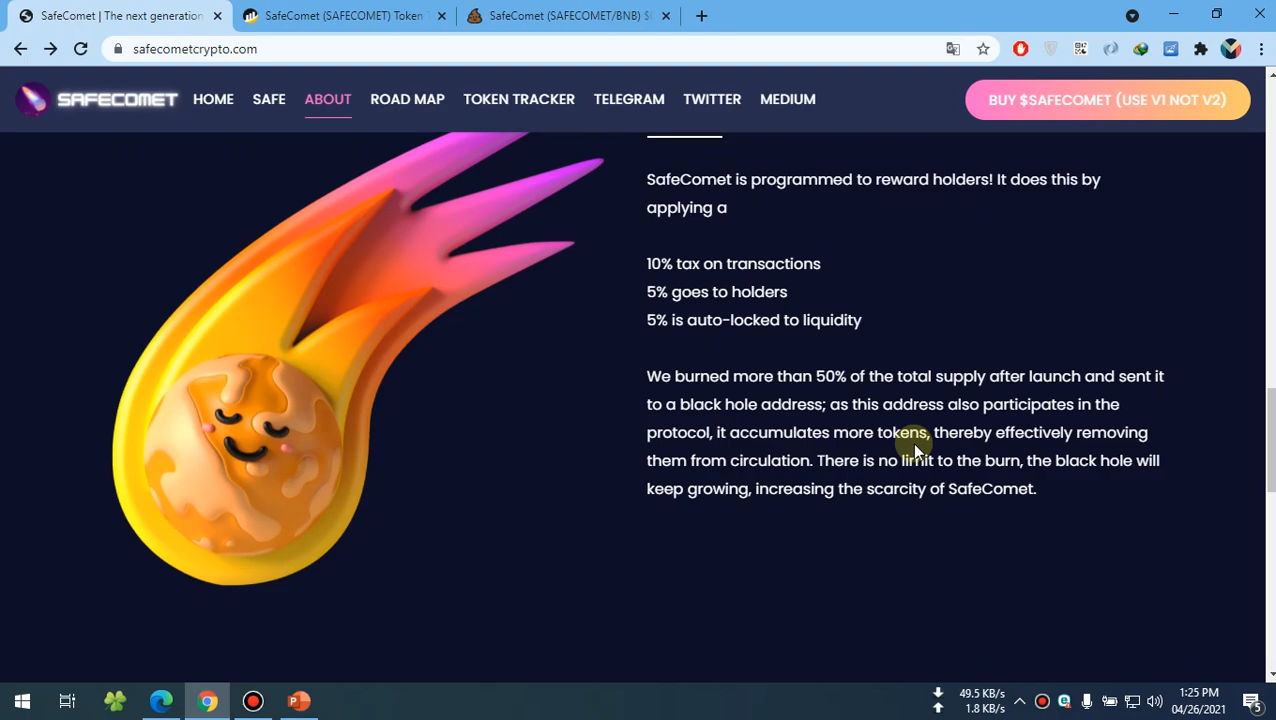 SafeComet | The next generation
SafeComet (SAFECOMET) Token
SafeComet (SAFECOMET/BNB) $
safecometcrypto.com
SAFECOMET
HOME
SAFE
ABOUT
ROAD MAP
TOKEN TRACKER
TELEGRAM
TWITTER
MEDIUM
BUY $SAFECOMET (USE V1 NOT V2)
SafeComet is programmed to reward holders! It does this by
applying a
10% tax on transactions
5% goes to holders
5% is auto-locked to liquidity
We burned more than 50% of the total supply after launch and sent it
to a black hole address; as this address also participates in the
protocol, it accumulates more tokens, thereby effectively removing
them from circulation. There is no limit to the burn, the black hole will
keep growing, increasing the scarcity of SafeComet.
49.5 KB/s
1.8 KB/s
1:25 PM
04/26/2021
5